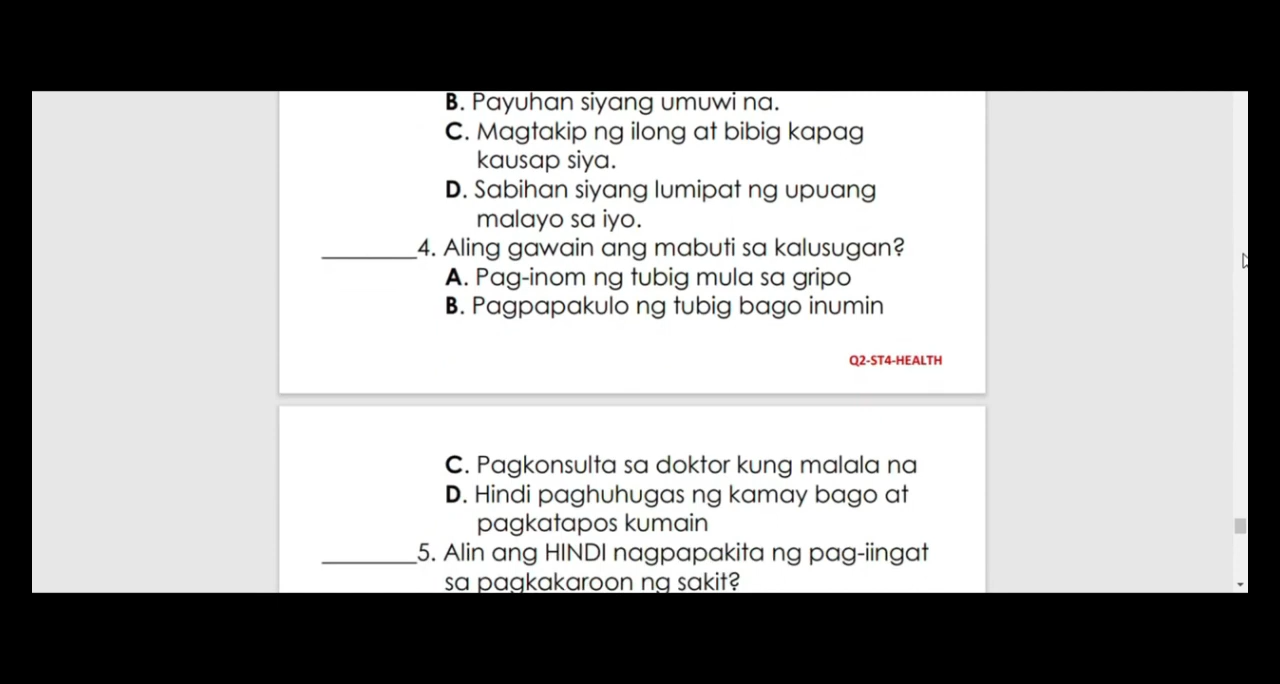 B. Payuhan siyang umuwi na.
C. Magtakip ng ilong at bibig kapag
kausap siya.
D. Sabihan siyang lumipat ng upuang
malayo sa iyo.
_______4. Aling gawain ang mabuti sa kalusugan?
A. Pag-inom ng tubig mula sa gripo
B. Pagpapakulo ng tubig bago inumin
Q2-ST4-HEALTH
C. Pagkonsulta sa doktor kung malala na
D. Hindi paghuhugas ng kamay bago at
pagkatapos kumain
_______5. Alin ang HINDI nagpapakita ng pag-iingat
sa pagkakaroon ng sakit?